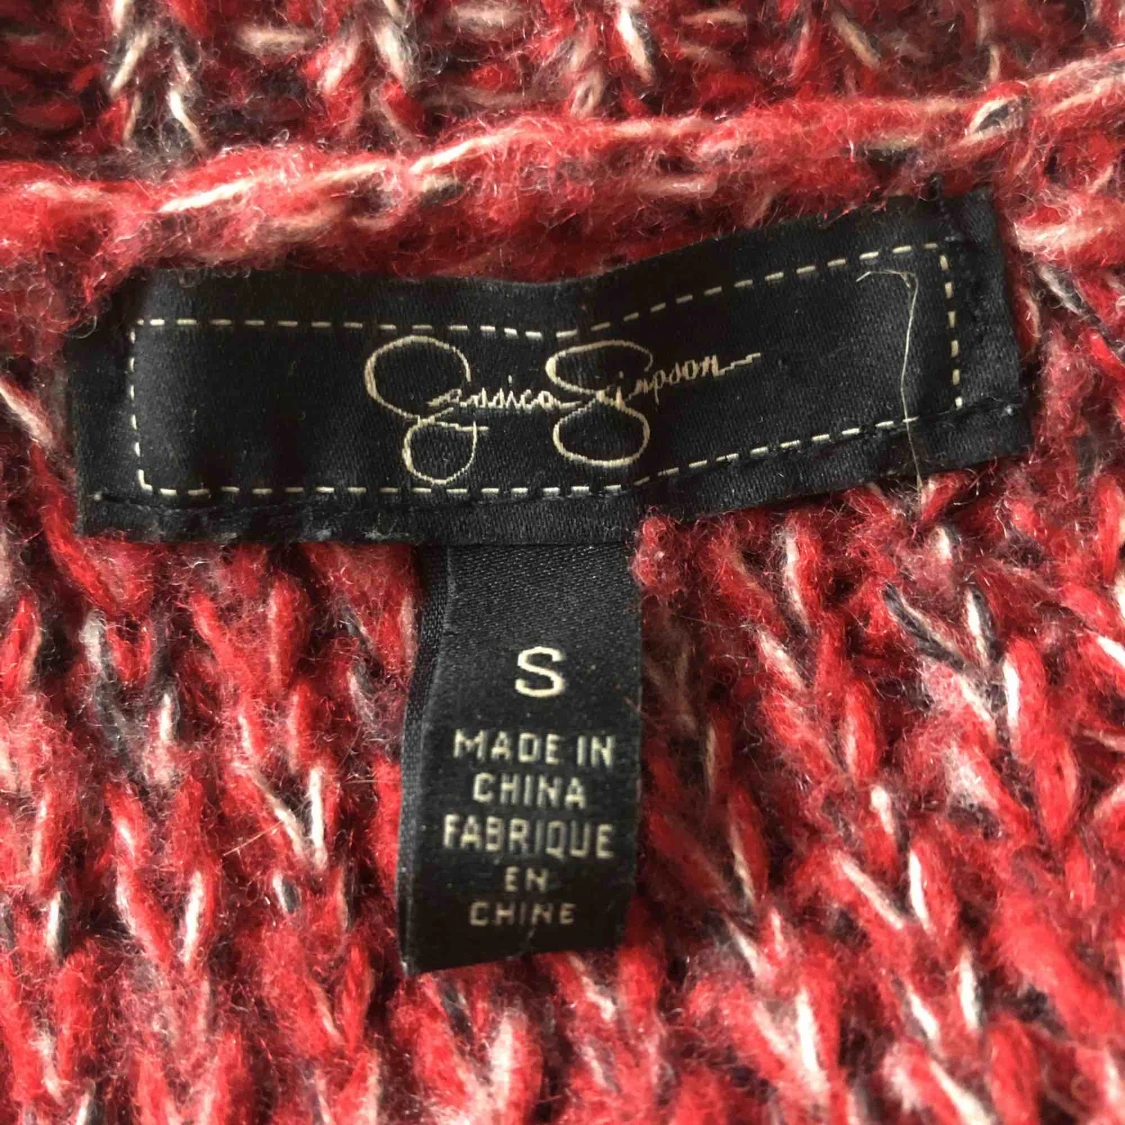 Jessica Simpson
S
MADE IN
CHINA
FABRIQUE
EN
CHINE